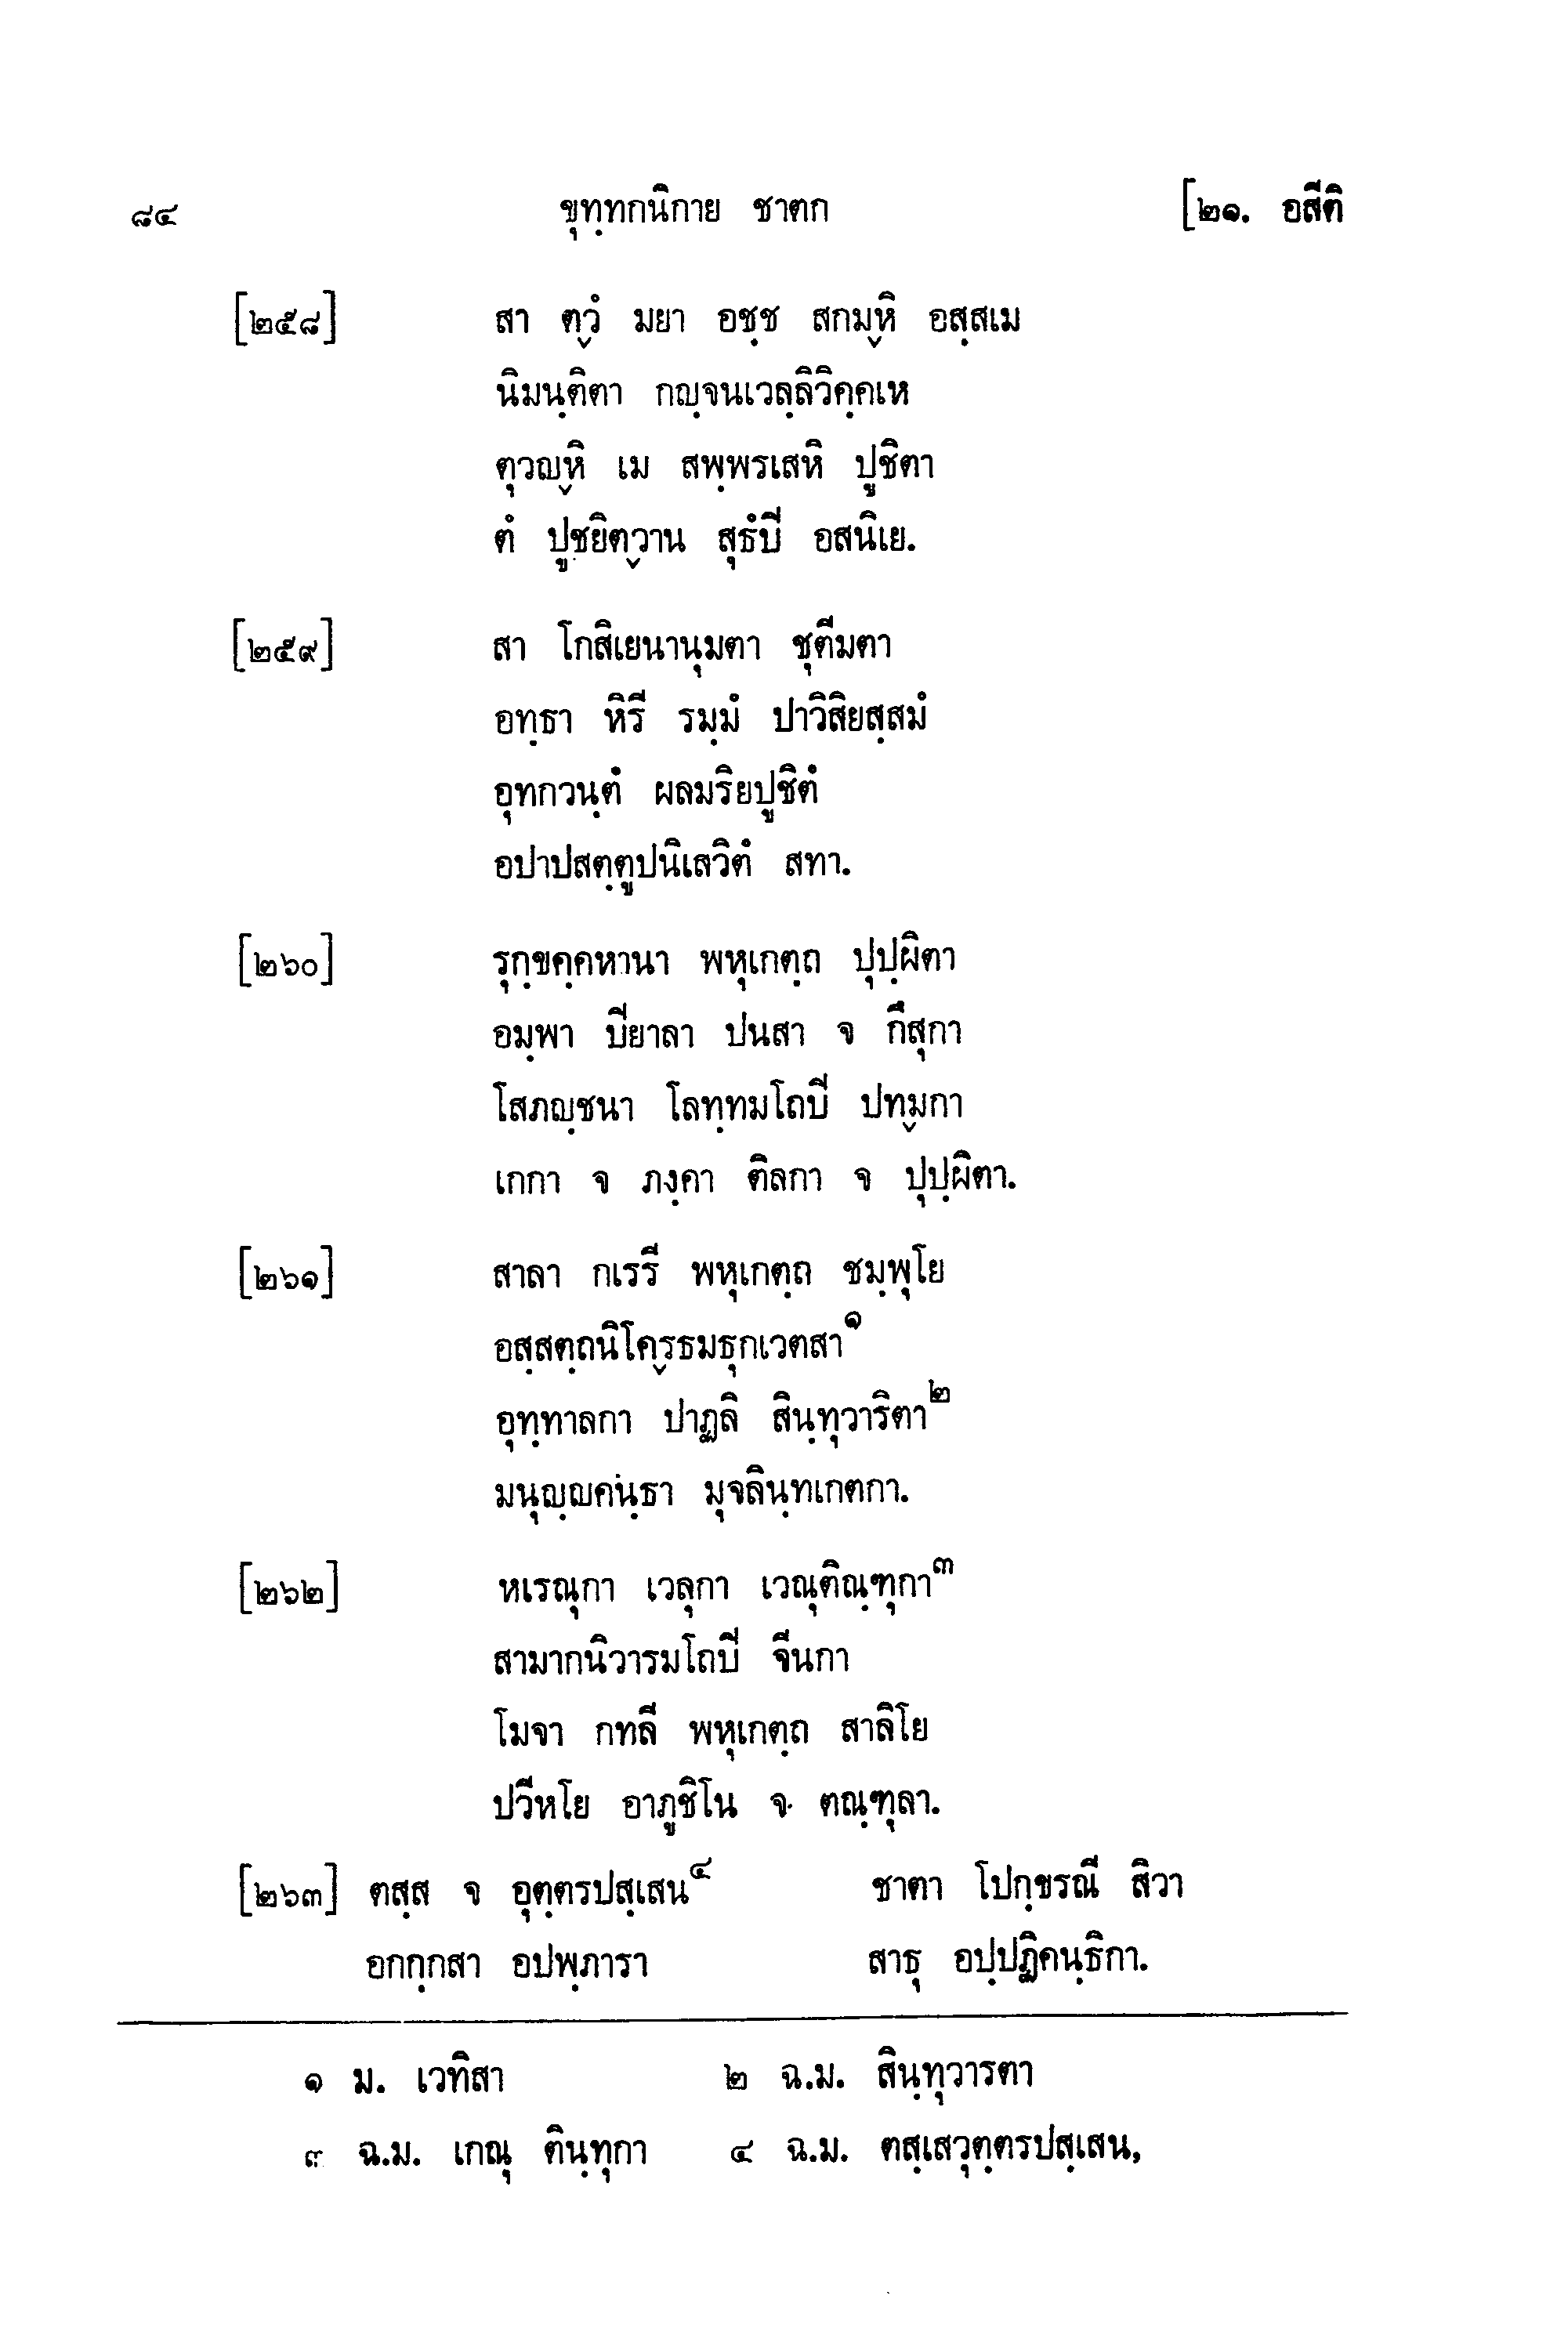 ๘๔ ขุทฺทกนิกาย ชาตก [๒๑. อสีติ
[๒๕๘] สา ตฺวํ มยา อชฺช สกมฺหิ อสฺสเม
นิมนฺติตา กญฺจนเวลฺลิวิคฺคเห
ตุวญฺหิ เม สพฺพรเสหิ ปูชิตา
ตํ ปูชยิตฺวาน สุธํปี อสนิเย.
[๒๕๙] สา โกสิเยนานุมตา ชุตีมตา
อทฺธา หิรี รมฺมํ ปาวิสิยสฺสมํ
อุทกวนฺตํ ผลมริยปูชิตํ
อปาปสตฺตูปนิเสวิตํ สทา.
[๒๖๐] รุกฺขคฺคหานา พหุเกตฺถ ปุปฺผิตา
อมฺพา ปิยาลา ปนสา จ กึสุกา
โสภญฺชนา โลทฺทมโถปิ ปทฺมกา
เกกา จ ภงฺคา ติลกา จ ปุปฺผิตา.
[๒๖๑] สาลา กเรรี พหุเกตฺถ ชมฺพุโย
อสฺสตฺถนิโคฺรธมธุกเวตสา๑
อุทฺทาลกา ปาฏลิ สินฺทุวาริตา๒
มนุญฺญคนฺธา มุจลินฺทเกตกา.
[๒๖๒] หเรณุกา เวลุกา เวณุติณฺฑุกา๓
สามากนิวารมโถปิ จีนกา
โมจา กทลี พหุเกตฺถ สาลิโย
ปวีหโย อาภูชิโน จ ตณฺฑุลา.
[๒๖๓] ตสฺส จ อุตฺตรปสฺเสน๔ ชาตา โปกฺขรณี สิวา
อกกฺกสา อปพฺภารา สาธุ อปฺปฏิคนฺธิกา.
๑ ม. เวทิสา ๒ ฉ.ม. สินฺทุวารตา
๓ ฉ.ม. เกณุ ตินฺทุกา ๔ ฉ.ม. ตสฺเสวุตฺตรปสฺเสน,